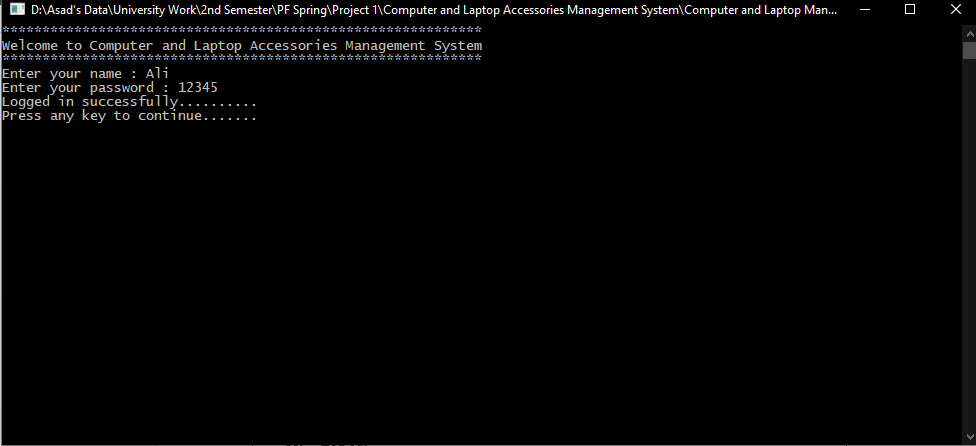 D:\Asad's Data\University Work\2nd Semester\PF Spring\Project 1\Computer and Laptop Accessories Management System\Computer and Laptop Man...
************************************************************
Welcome to Computer and Laptop Accessories Management System
************************************************************
Enter your name : Ali
Enter your password : 12345
Logged in successfully..........
Press any key to continue.......